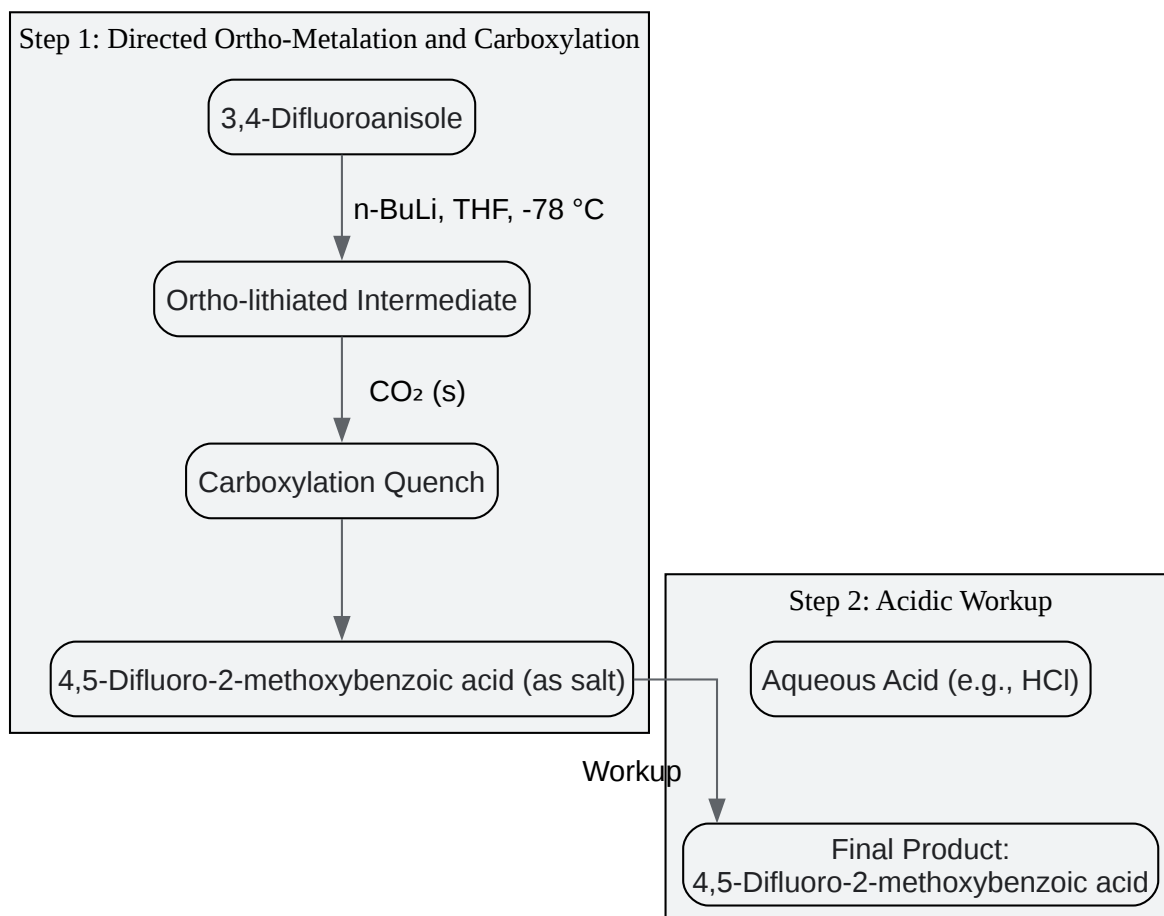 Step 1: Directed Ortho-Metalation and Carboxylation
3,4-Difluoroanisole
n-BuLi, THF, -78 °C
Ortho-lithiated Intermediate
CO₂ (s)
Carboxylation Quench
4,5-Difluoro-2-methoxybenzoic acid (as salt)
Step 2: Acidic Workup
Aqueous Acid (e.g., HCl)
Workup
Final Product:
4,5-Difluoro-2-methoxybenzoic acid